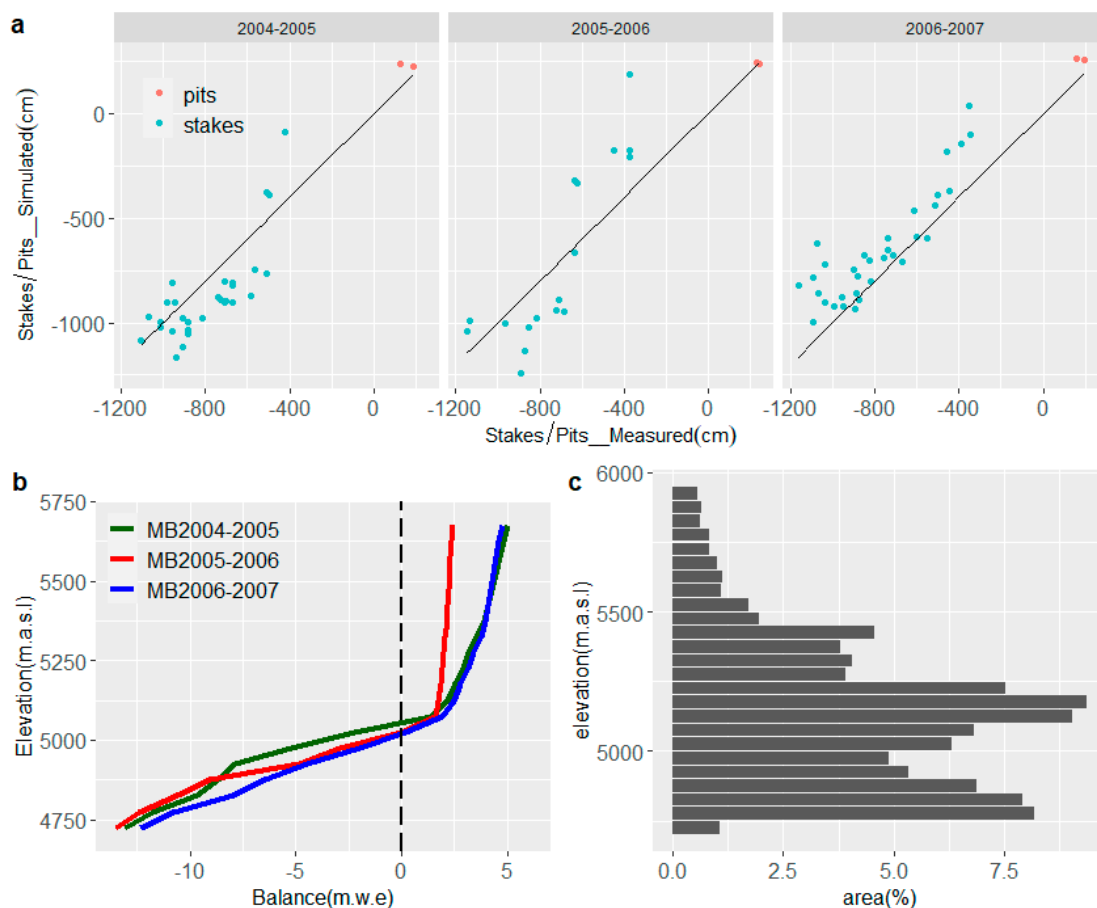 a
2004-2005 2005-2006 2006-2007
pits
stakes
Stakes/Pits__Simulated(cm)
0
-500
-1000
-1200 -800 -400 0 -1200 -800 -400 0 -1200 -800 -400 0
Stakes/Pits__Measured(cm)
b
MB2004-2005
MB2005-2006
MB2006-2007
Elevation(m.a.s.l)
5750
5500
5250
5000
4750
-10 -5 0 5
Balance(m.w.e)
c
elevation(m.a.s.l)
6000
5500
5000
0.0 2.5 5.0 7.5
area(%)